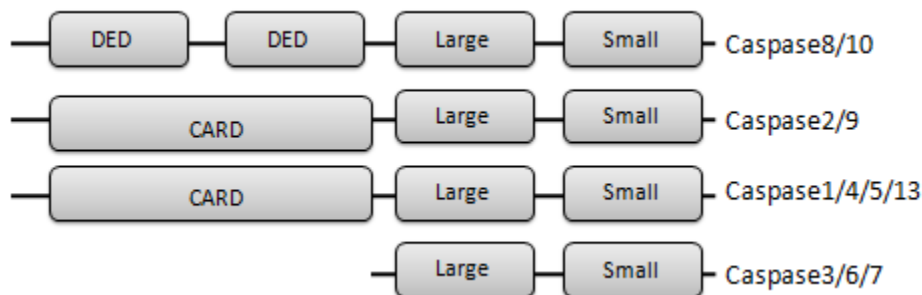 DED DED Large Small Caspase8/10
CARD Large Small Caspase2/9
CARD Large Small Caspase1/4/5/13
Large Small Caspase3/6/7